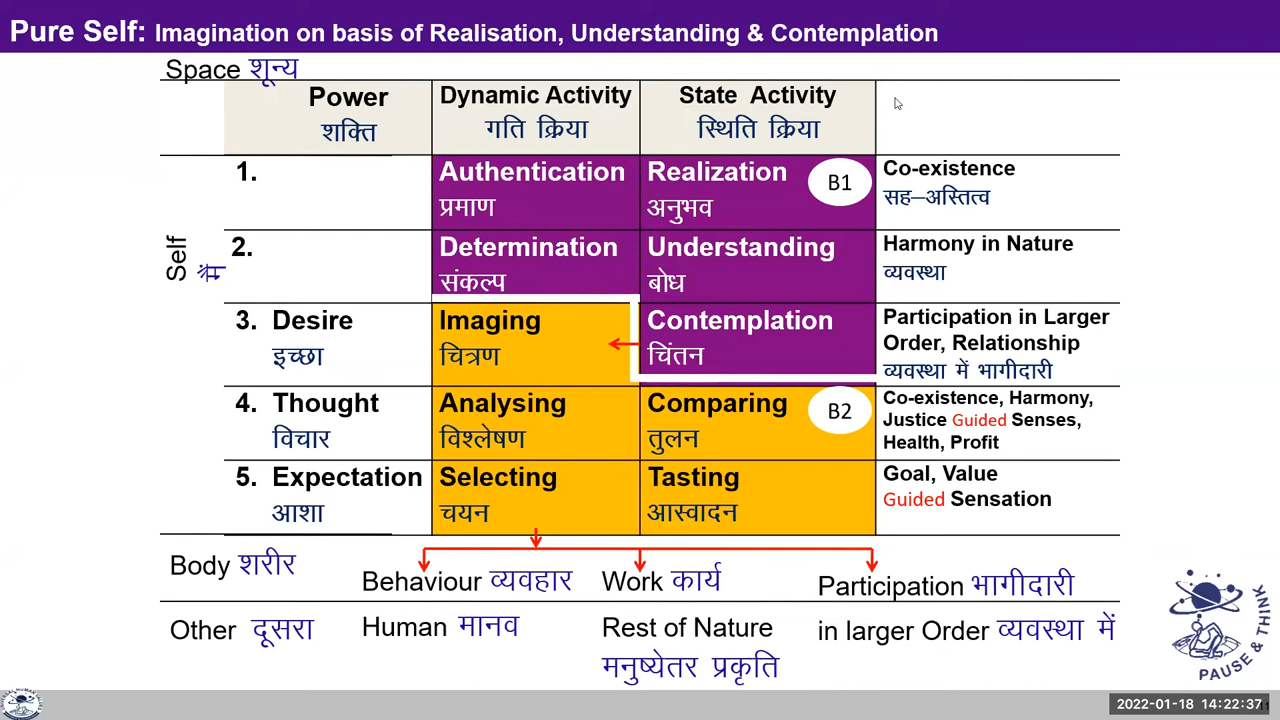 Pure Self: Imagination on basis of Realisation, Understanding & Contemplation
Space शून्य
Power
शक्ति
Dynamic Activity
गति क्रिया
State Activity
स्थिति क्रिया
Self
मैं
1.
Authentication
प्रमाण
Realization
अनुभव
B1
Co-existence
सह–अस्तित्व
2.
Determination
संकल्प
Understanding
बोध
Harmony in Nature
व्यवस्था
3. Desire
इच्छा
Imaging
चित्रण
Contemplation
चिंतन
Participation in Larger
Order, Relationship
व्यवस्था में भागीदारी
4. Thought
विचार
Analysing
विश्लेषण
Comparing
तुलन
B2
Co-existence, Harmony,
Justice Guided Senses,
Health, Profit
5. Expectation
आशा
Selecting
चयन
Tasting
आस्वादन
Goal, Value
Guided Sensation
Body शरीर
Behaviour व्यवहार
Work कार्य
Participation भागीदारी
Other दूसरा
Human मानव
Rest of Nature
मनुष्येतर प्रकृति
in larger Order व्यवस्था में
PAUSE & THINK
2022-01-18 14:22:37